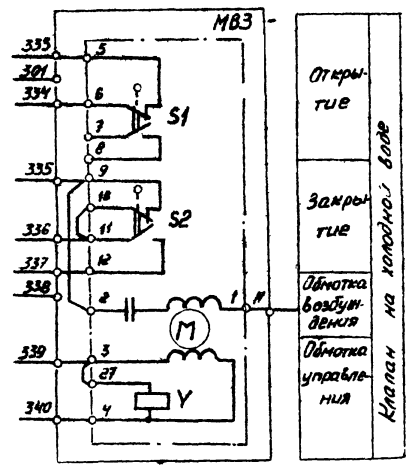 МВ3
333
5
301
334
6
S1
7
8
335
9
10
S2
336
11
337
12
338
2
1
N
М
339
3
27
Y
340
4
Откры-
тие
Закры-
тие
Обмотка
возбуж-
дения
Обмотка
управле-
ния
Клапан на холодной воде